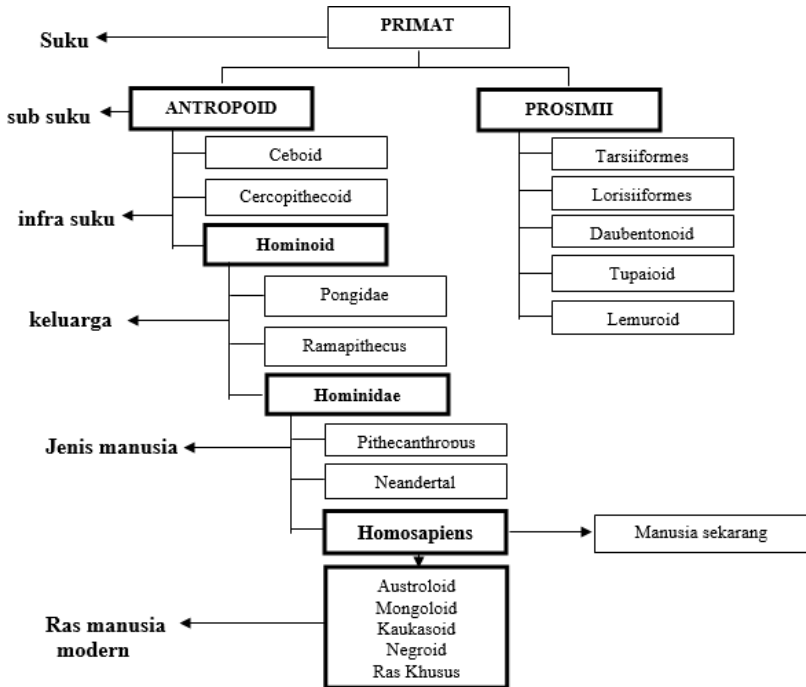 PRIMAT
Suku
ANTROPOID
PROSIMII
sub suku
Ceboid
Tarsiiformes
Cercopithecoid
Lorisiiformes
infra suku
Hominoid
Daubentonoid
Pongidae
Tupaioid
keluarga
Ramapithecus
Lemuroid
Hominidae
Jenis manusia
Pithecanthropus
Neandertal
Homosapiens
Manusia sekarang
Austroloid
Mongoloid
Ras manusia
modern
Kaukasoid
Negroid
Ras Khusus